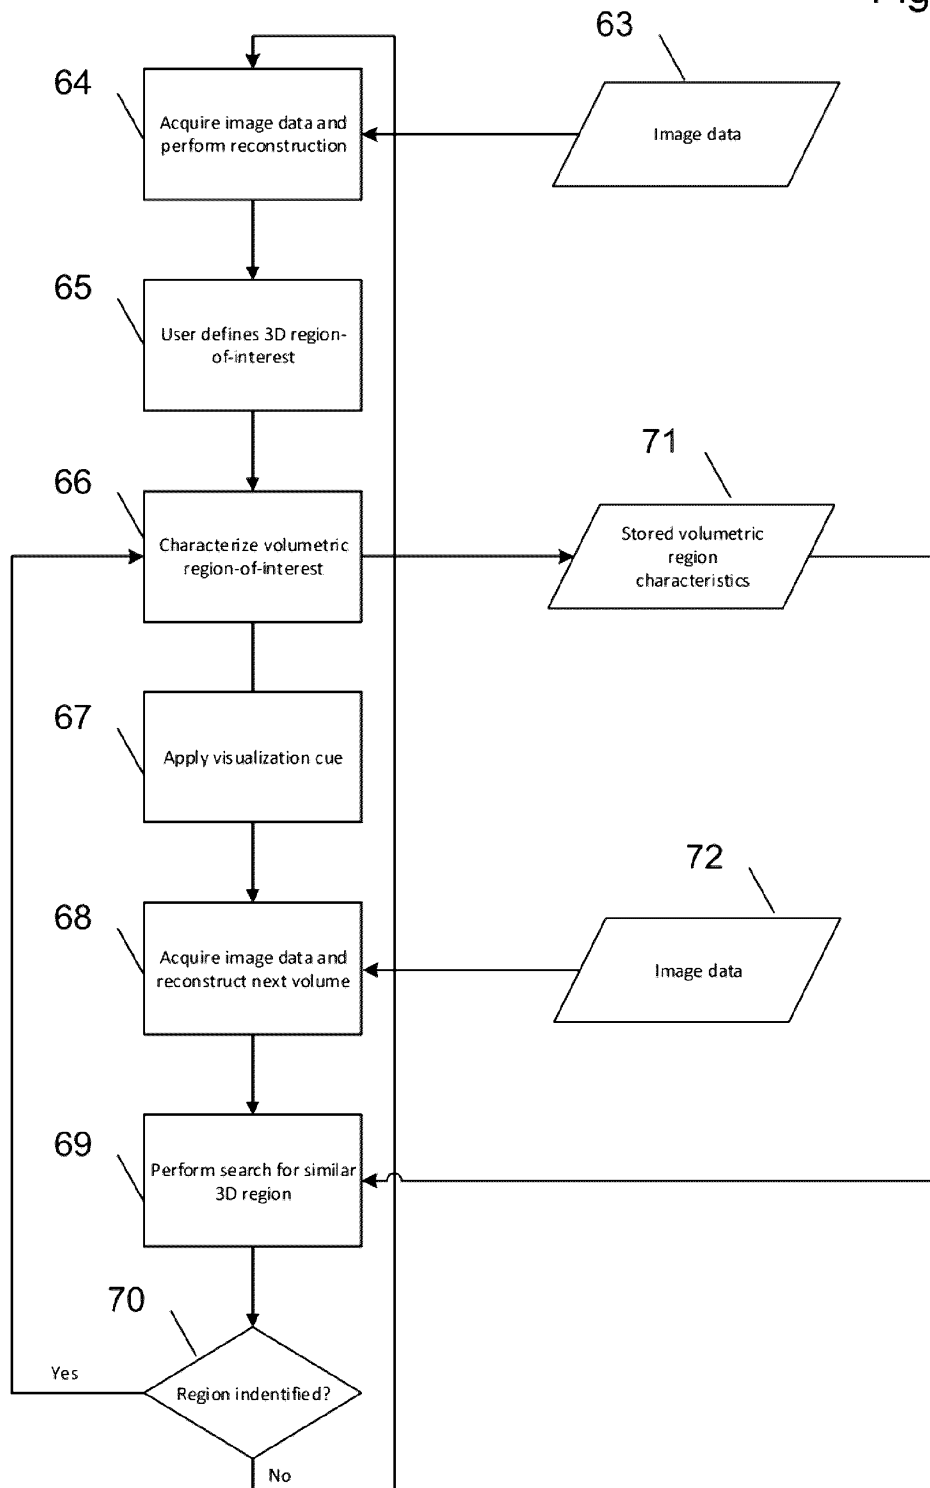 Fig
63
64
Acquire image data and
perform reconstruction
Image data
65
User defines 3D region-
of-interest
71
66
Characterize volumetric
region-of-interest
Stored volumetric
region
characteristics
67
Apply visualization cue
72
68
Acquire image data and
reconstruct next volume
Image data
69
Perform search for similar
3D region
70
Yes
Region indentified?
No